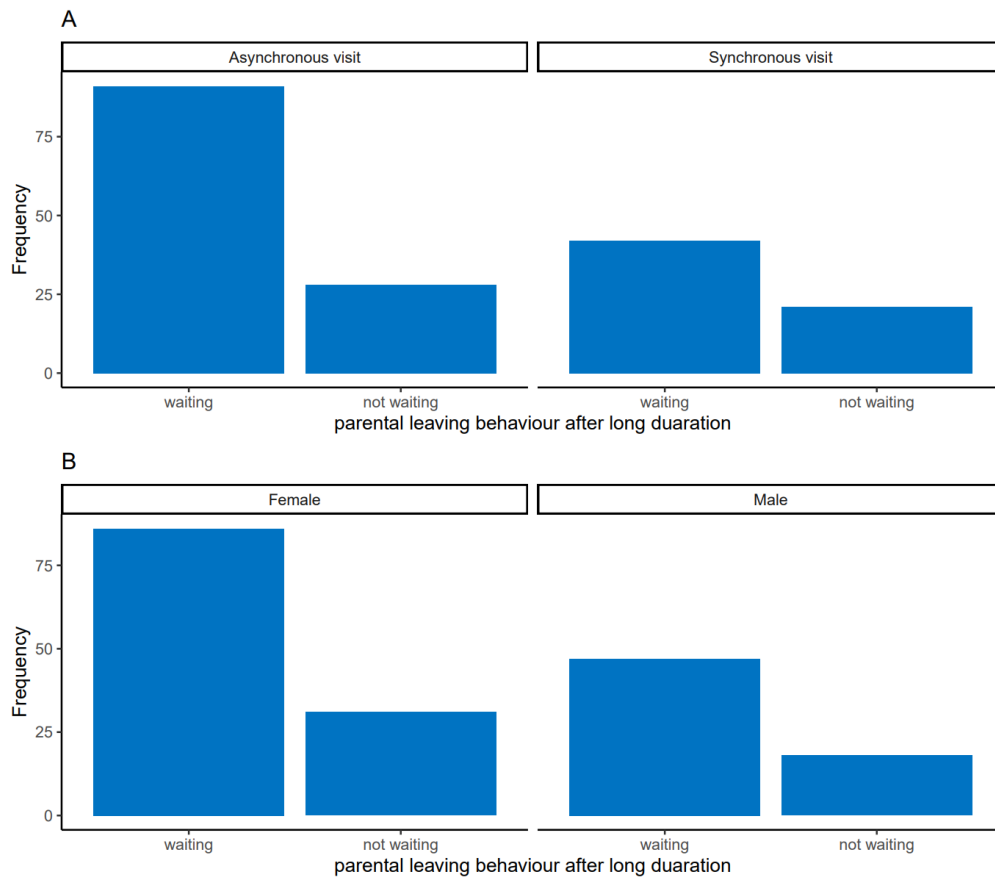 A
Asynchronous visit
Synchronous visit
75
50
25
0
Frequency
waiting
not waiting
waiting
not waiting
parental leaving behaviour after long duaration
B
Female
Male
75
50
25
0
Frequency
waiting
not waiting
waiting
not waiting
parental leaving behaviour after long duaration